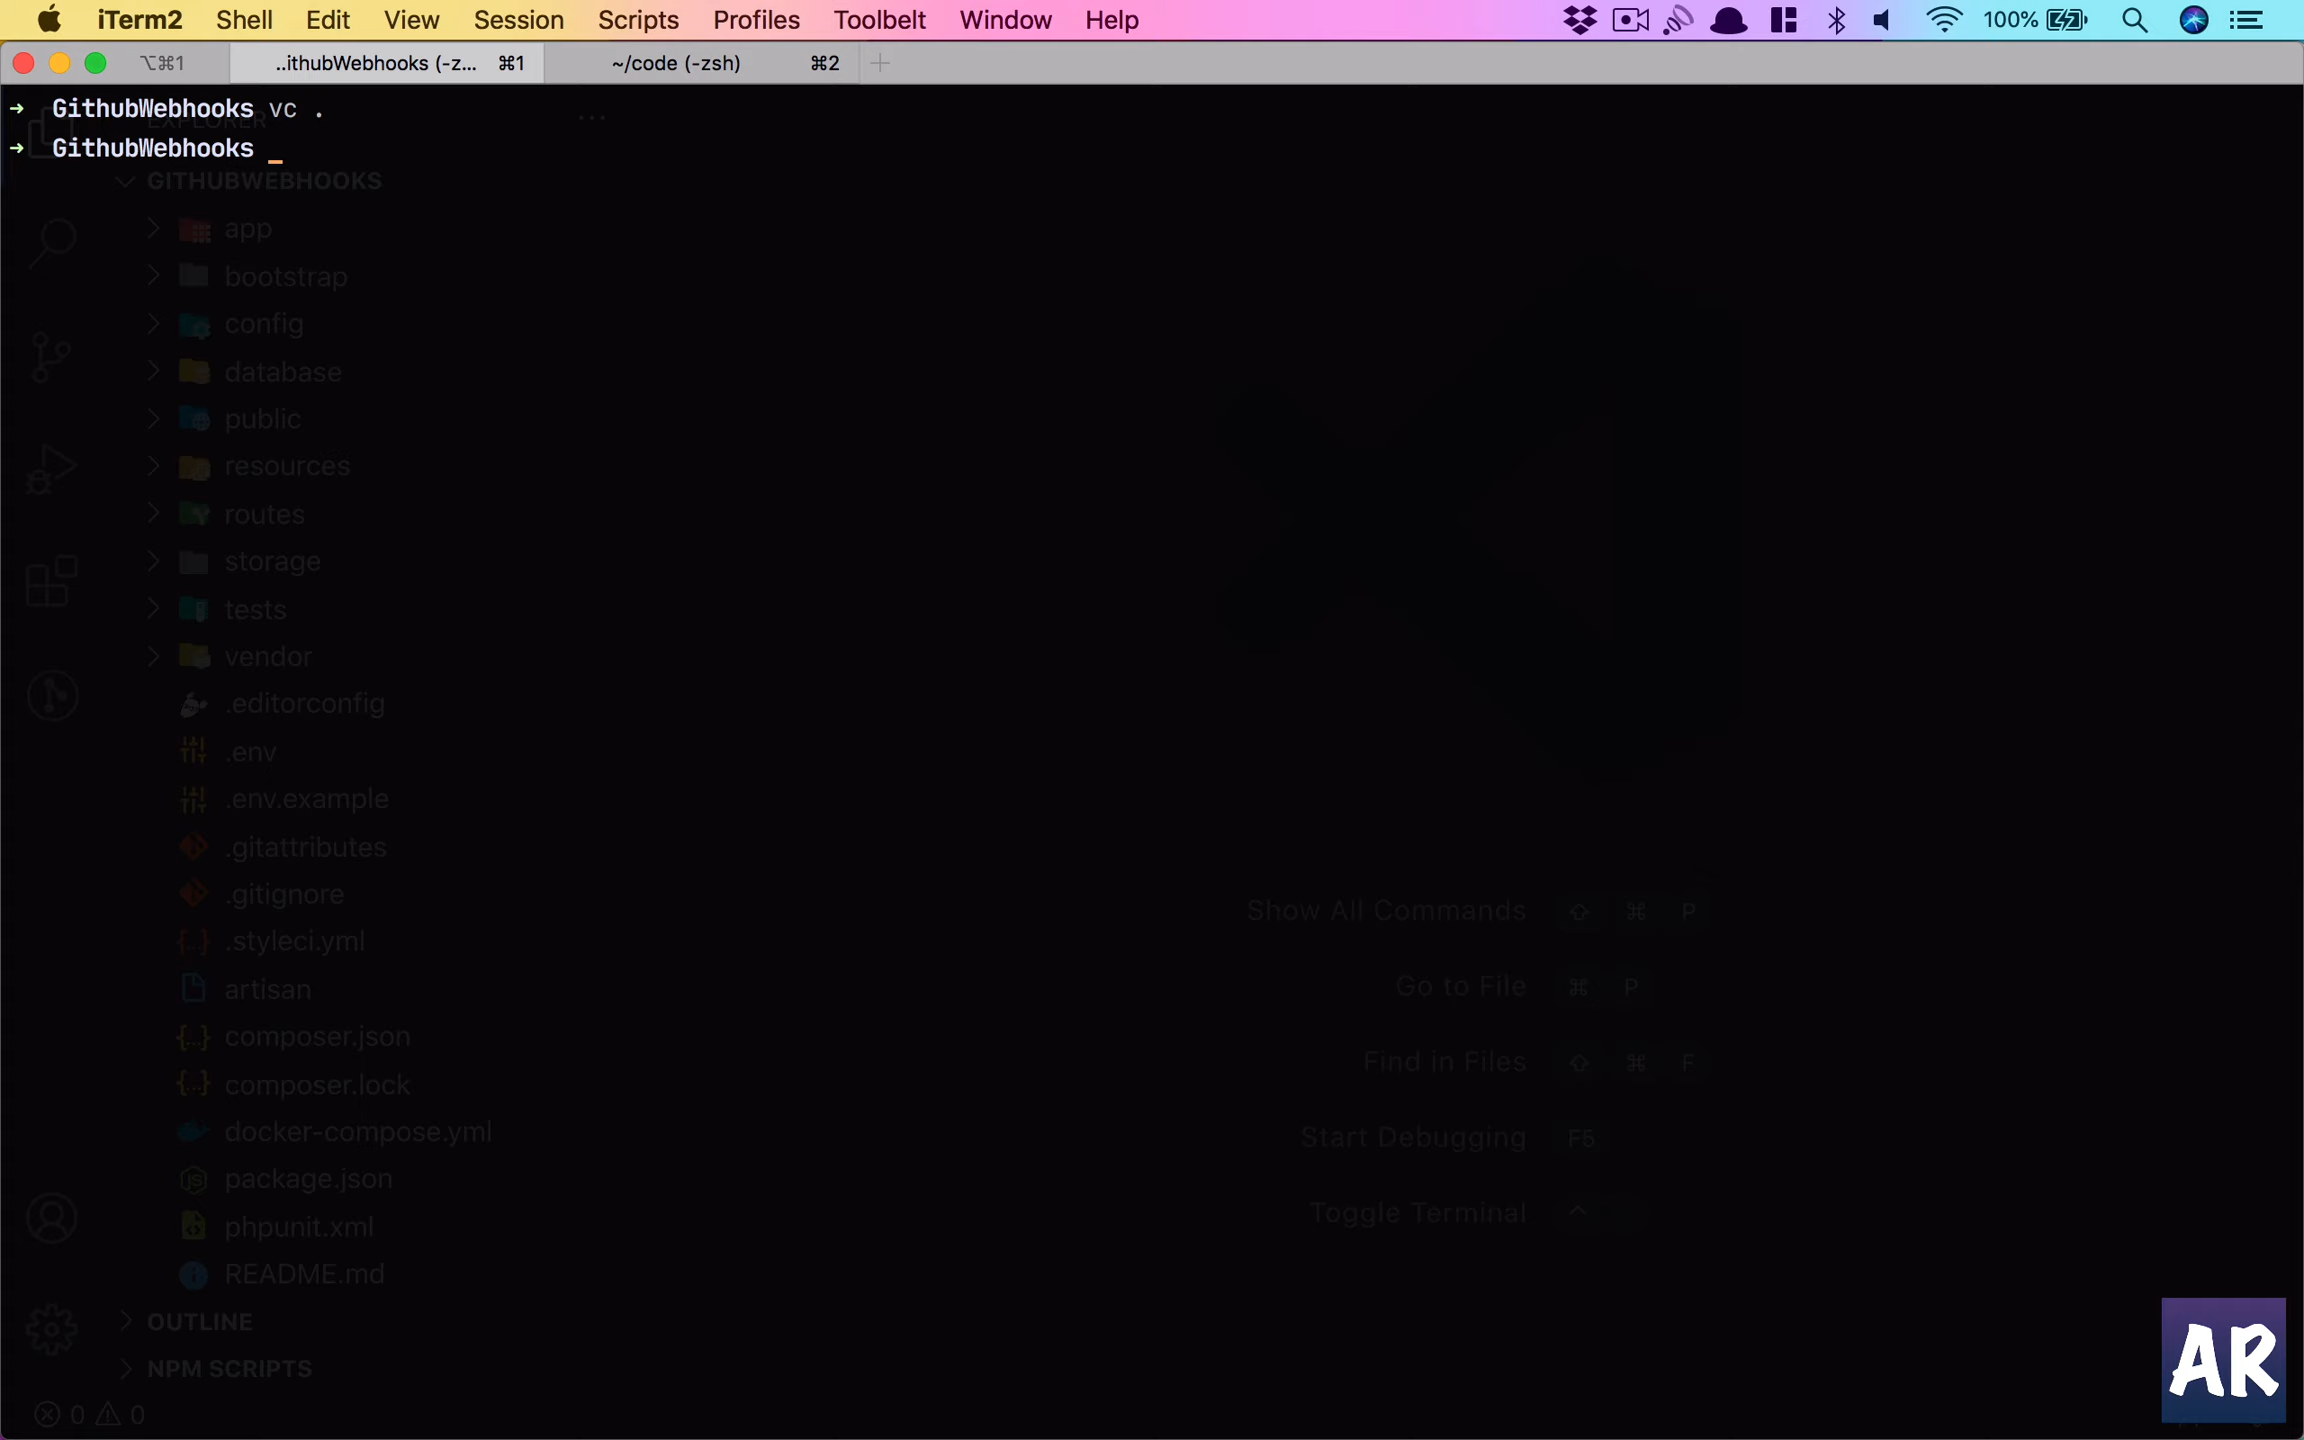 iTerm2 Shell Edit View Session Scripts Profiles Toolbelt Window Help 100%
⌥⌘1 ..ithubWebhooks (-z... ⌘1 ~/code (-zsh) ⌘2 +
➜ GithubWebhooks vc .
EXPLORER ...
➜ GithubWebhooks _
GITHUBWEBHOOKS
app
bootstrap
config
database
public
resources
routes
storage
tests
vendor
.editorconfig
.env
.env.example
.gitattributes
.gitignore
.styleci.yml
artisan
composer.json
composer.lock
docker-compose.yml
package.json
phpunit.xml
README.md
OUTLINE
NPM SCRIPTS
0 0
Show All Commands ⇧ ⌘ P
Go to File ⌘ P
Find in Files ⇧ ⌘ F
Start Debugging F5
Toggle Terminal ^
AR